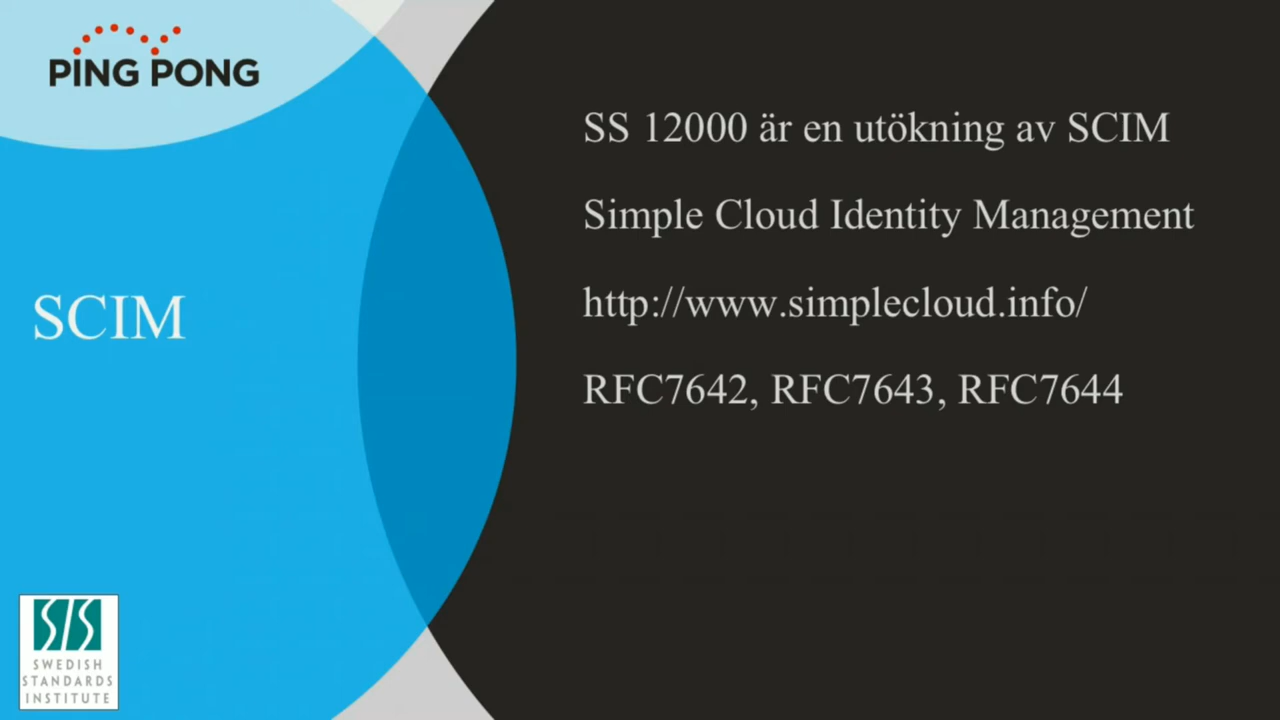 PING PONG
SCIM
SS 12000 är en utökning av SCIM
Simple Cloud Identity Management
http://www.simplecloud.info/
RFC7642, RFC7643, RFC7644
SIS
SWEDISH
STANDARDS
INSTITUTE